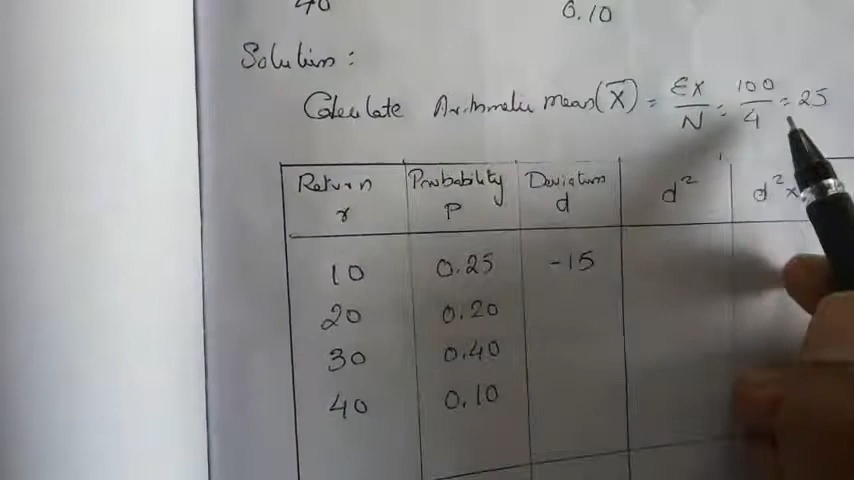 40 0.10
Solution:
Calculate Arithmetic mean (X̄) = ΣX/N = 100/4 = 25
Return Probability Deviation d² d²x
r P d
10 0.25 -15
20 0.20
30 0.40
40 0.10